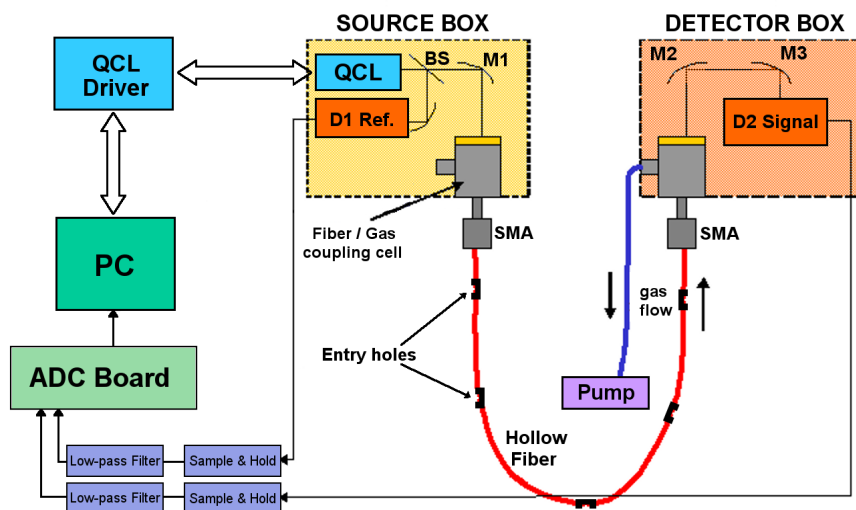 SOURCE BOX
DETECTOR BOX
QCL
Driver
QCL
BS
M1
D1 Ref.
M2
M3
D2 Signal
Fiber / Gas
coupling cell
SMA
SMA
PC
gas
flow
Entry holes
ADC Board
Pump
Hollow
Fiber
Low-pass Filter
Sample & Hold
Low-pass Filter
Sample & Hold